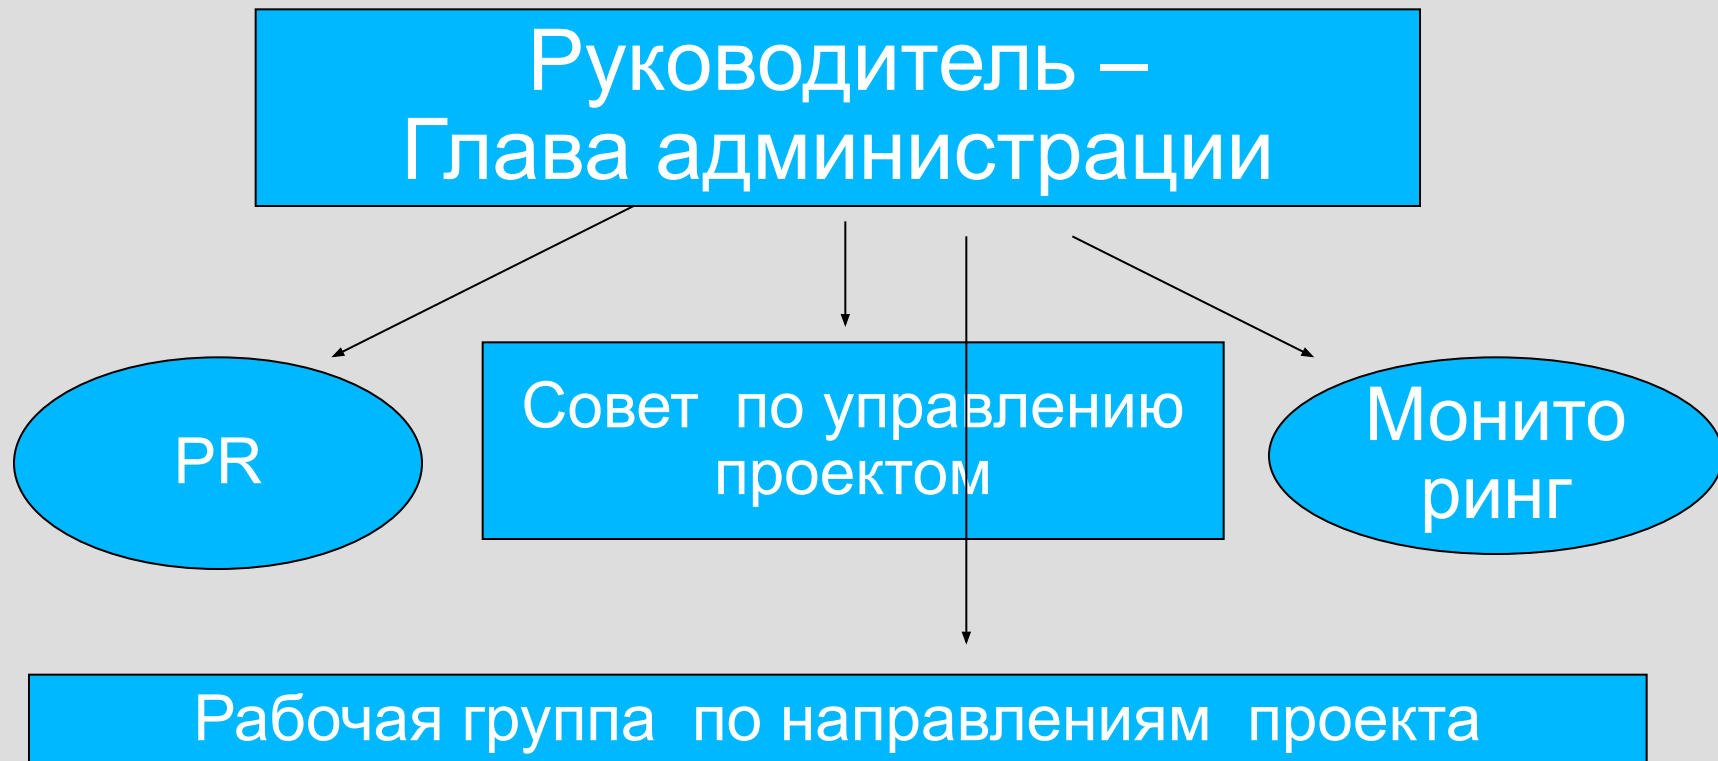 Руководитель –
Глава администрации
PR
Совет по управлению
проектом
Монито
ринг
Рабочая группа по направлениям проекта